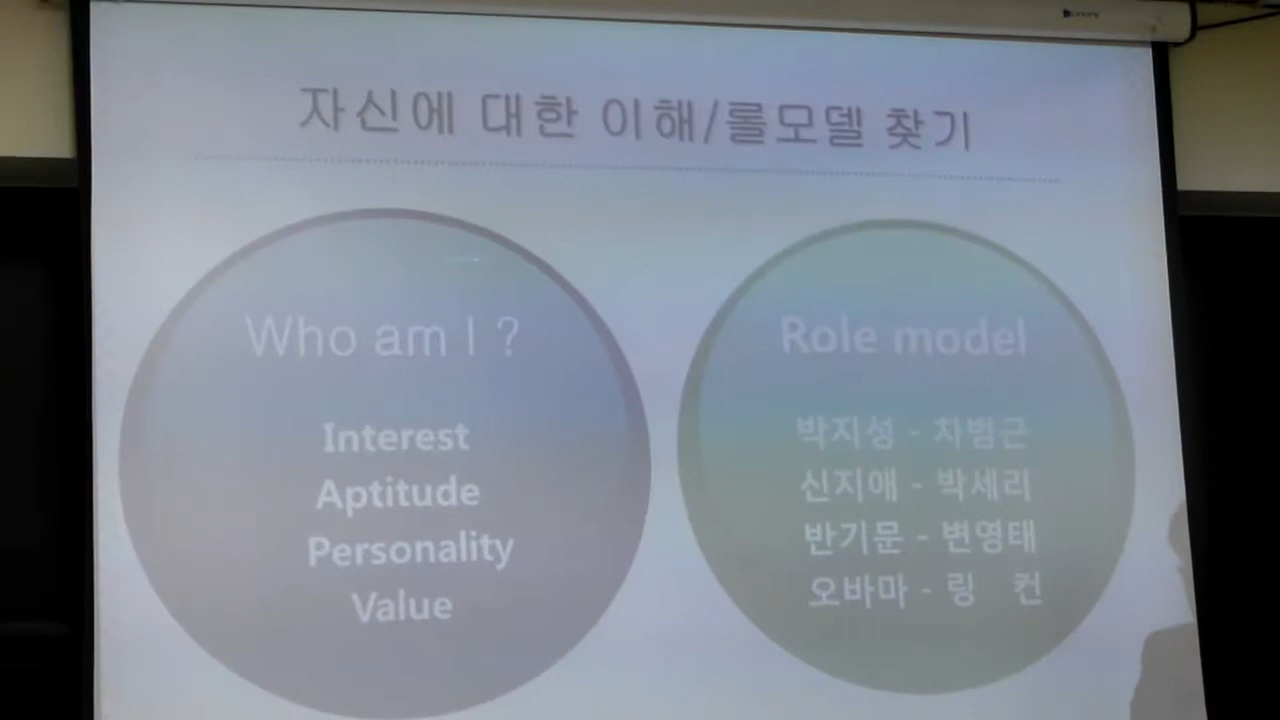 자신에 대한 이해/롤모델 찾기
Who am I ?
Interest
Aptitude
Personality
Value
Role model
박지성 - 차범근
신지애 - 박세리
반기문 - 변영태
오바마 - 링 컨